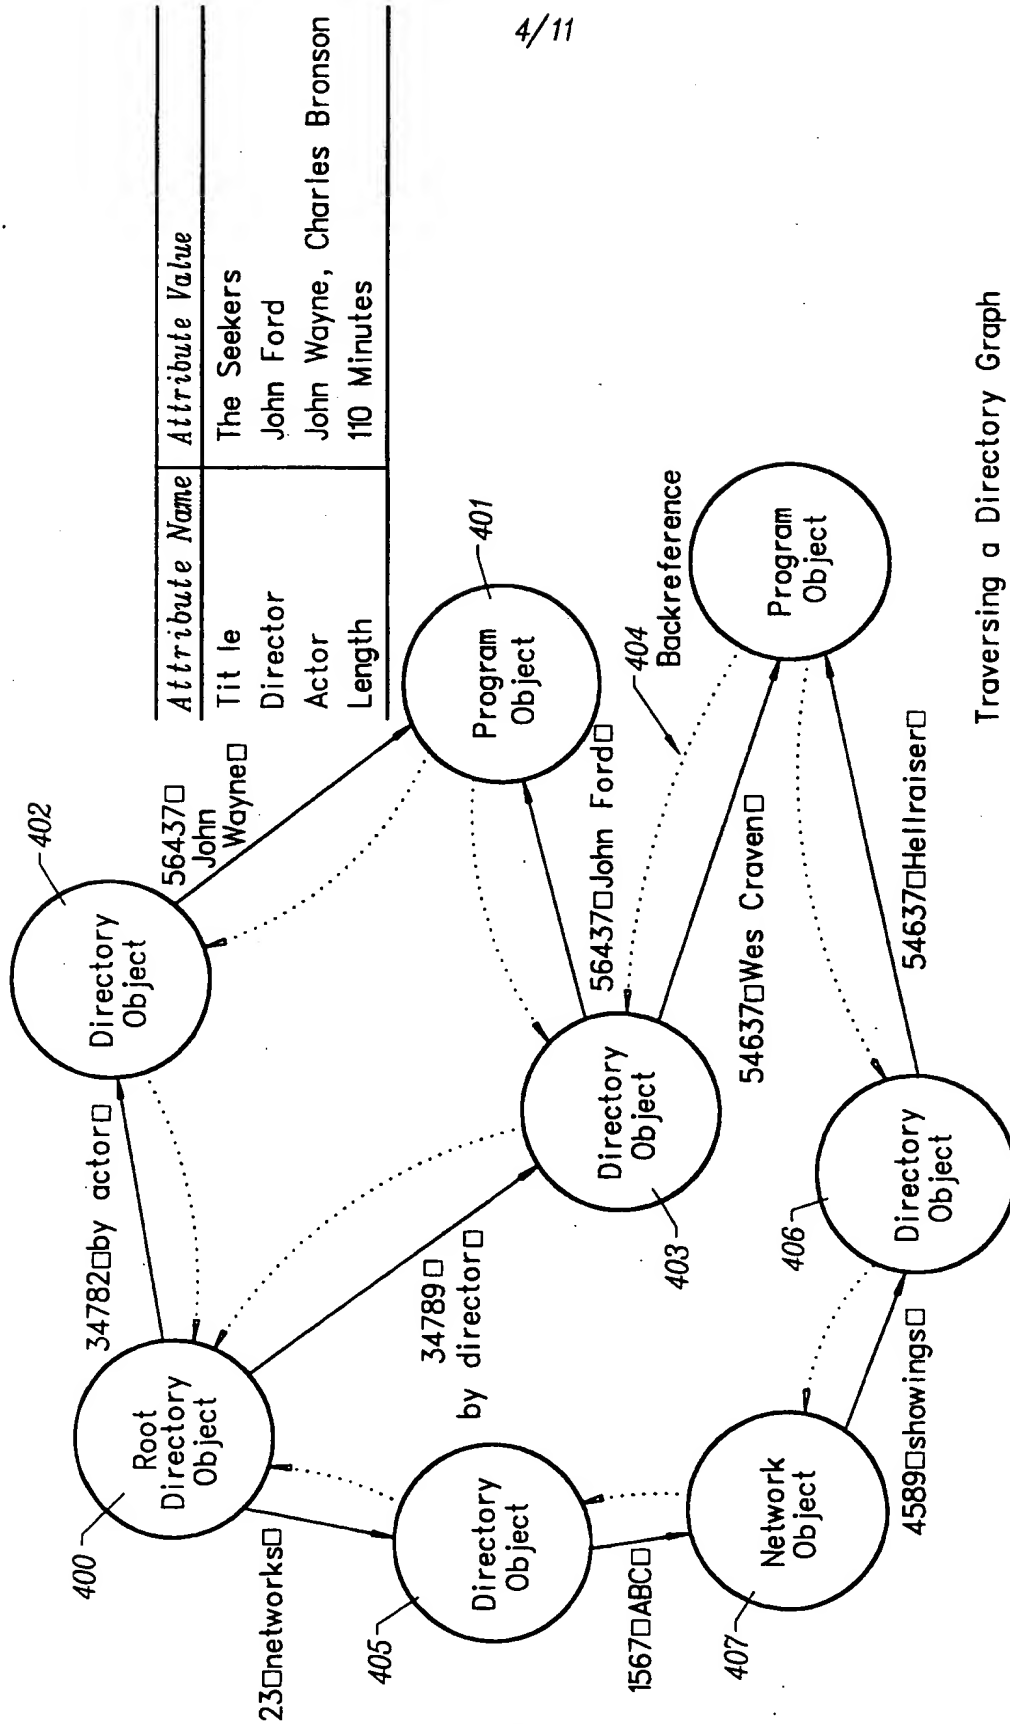 4/11
Attribute Name Attribute Value
Tit le The Seekers
Director John Ford
Actor John Wayne, Charles Bronson
Length 110 Minutes
402
Directory
Object
56437□
John
Wayne□
34782□by actor□
401
Program
Object
400
Root
Directory
Object
34789□
by director□
56437□John Ford□
404
Backreference
Directory
Object
403
23□networks□
405
Directory
Object
54637□Wes Craven□
Program
Object
1567□ABC□
407
Network
Object
406
Directory
Object
4589□showings□
54637□Hellraiser□
Traversing a Directory Graph